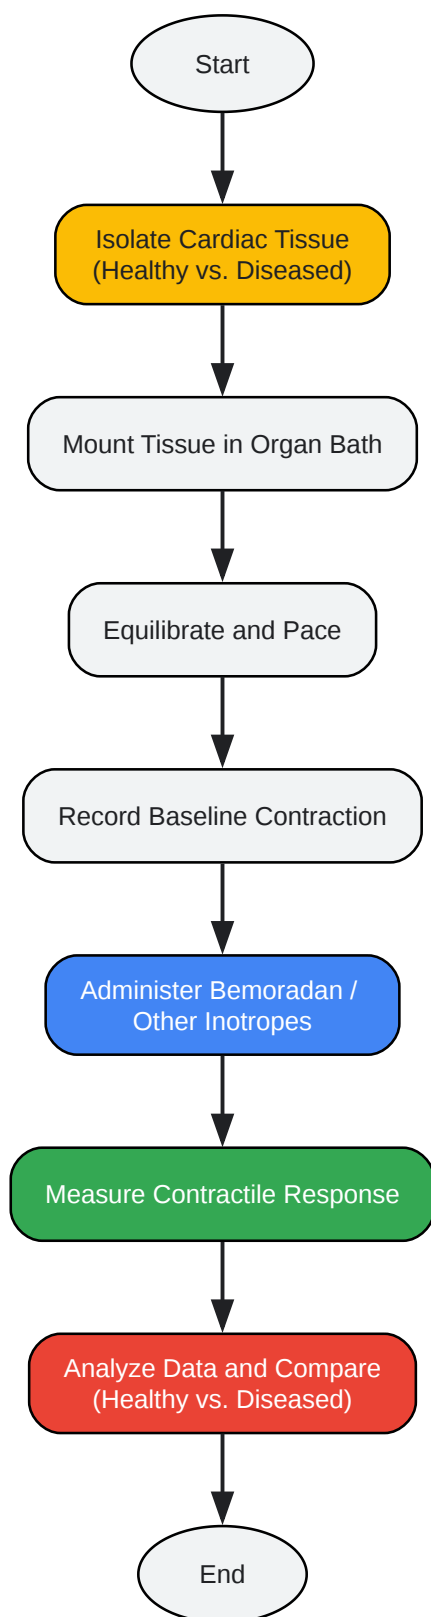 Start
Isolate Cardiac Tissue
(Healthy vs. Diseased)
Mount Tissue in Organ Bath
Equilibrate and Pace
Record Baseline Contraction
Administer Bemoradan /
Other Inotropes
Measure Contractile Response
Analyze Data and Compare
(Healthy vs. Diseased)
End